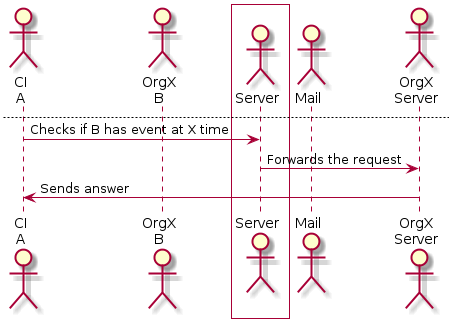 CI
A
OrgX
B
Server
Mail
OrgX
Server
Checks if B has event at X time
Forwards the request
Sends answer
CI
A
OrgX
B
Server
Mail
OrgX
Server